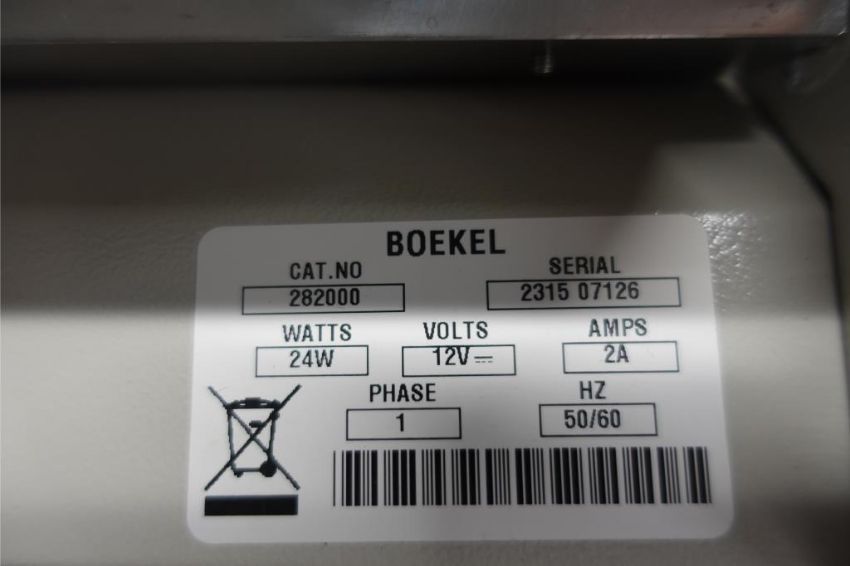 BOEKEL
CAT.NO SERIAL
282000 2315 07126
WATTS VOLTS AMPS
24W 12V⎓ 2A
PHASE HZ
1 50/60